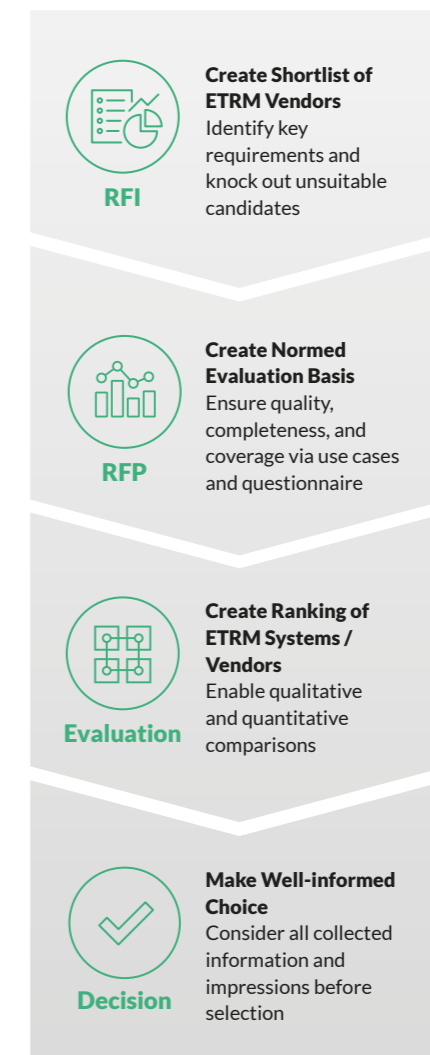 Create Shortlist of
ETRM Vendors
Identify key
requirements and
knock out unsuitable
candidates
RFI
Create Normed
Evaluation Basis
Ensure quality,
completeness, and
coverage via use cases
and questionnaire
RFP
Create Ranking of
ETRM Systems /
Vendors
Enable qualitative
and quantitative
comparisons
Evaluation
Make Well-informed
Choice
Consider all collected
information and
impressions before
selection
Decision